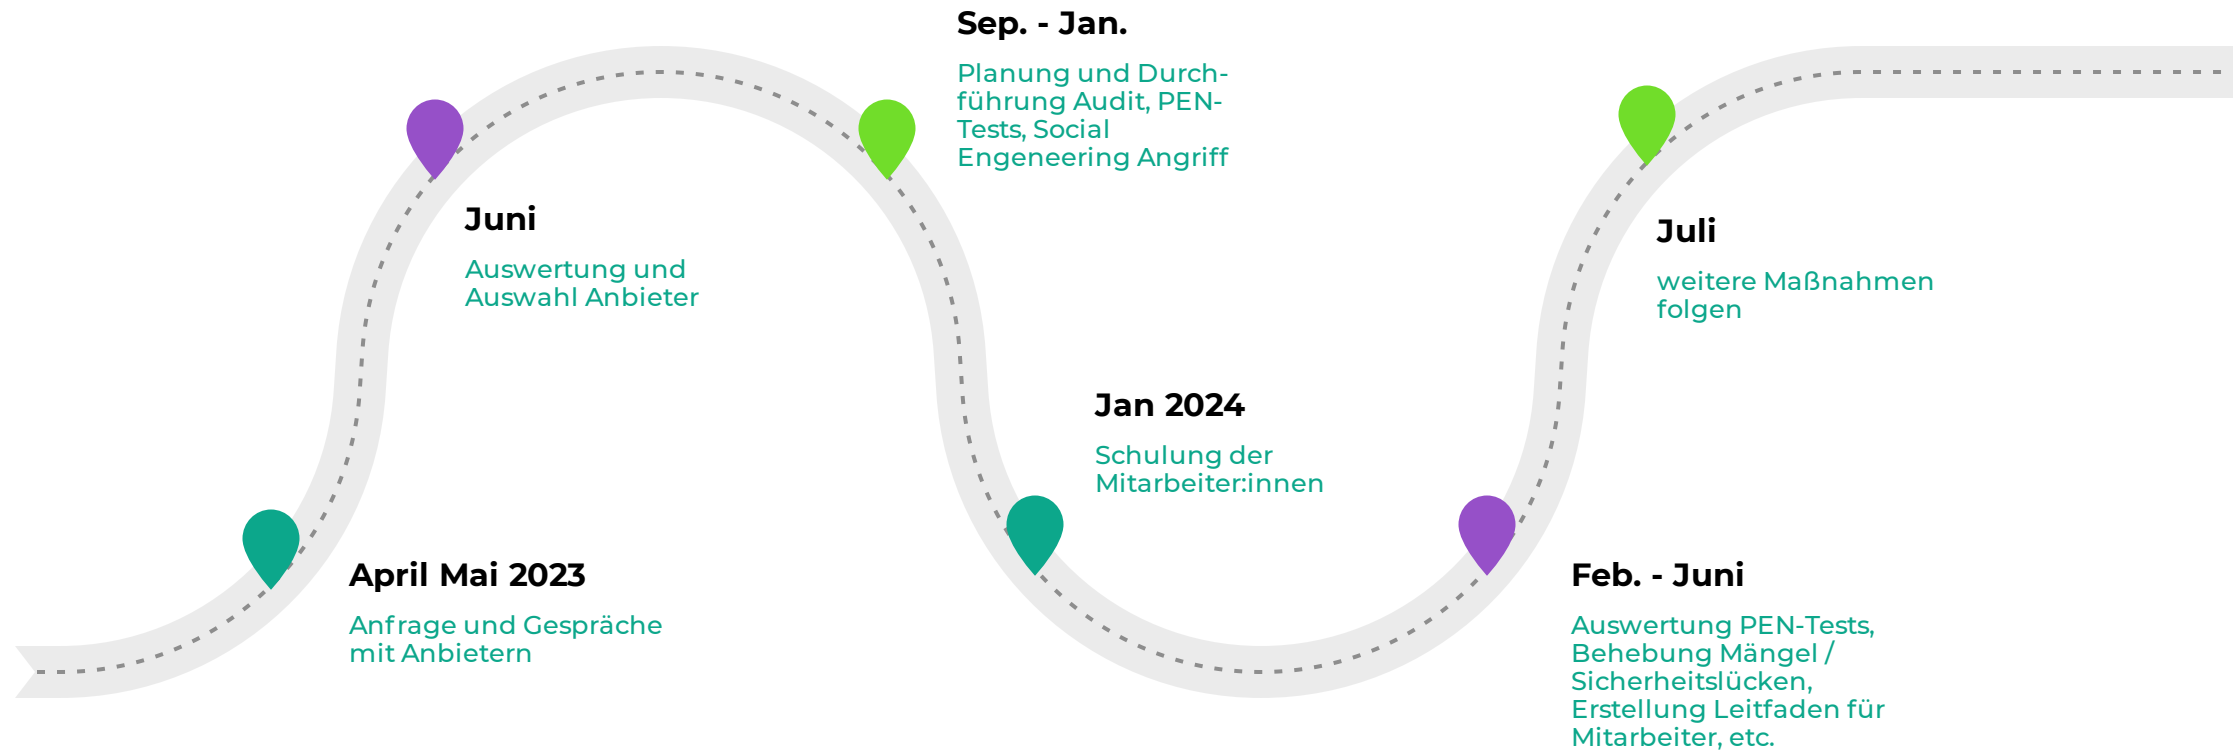 April Mai 2023
Anfrage und Gespräche
mit Anbietern
Juni
Auswertung und
Auswahl Anbieter
Sep. - Jan.
Planung und Durch-
führung Audit, PEN-
Tests, Social
Engeneering Angriff
Jan 2024
Schulung der
Mitarbeiter:innen
Feb. - Juni
Auswertung PEN-Tests,
Behebung Mängel /
Sicherheitslücken,
Erstellung Leitfaden für
Mitarbeiter, etc.
Juli
weitere Maßnahmen
folgen